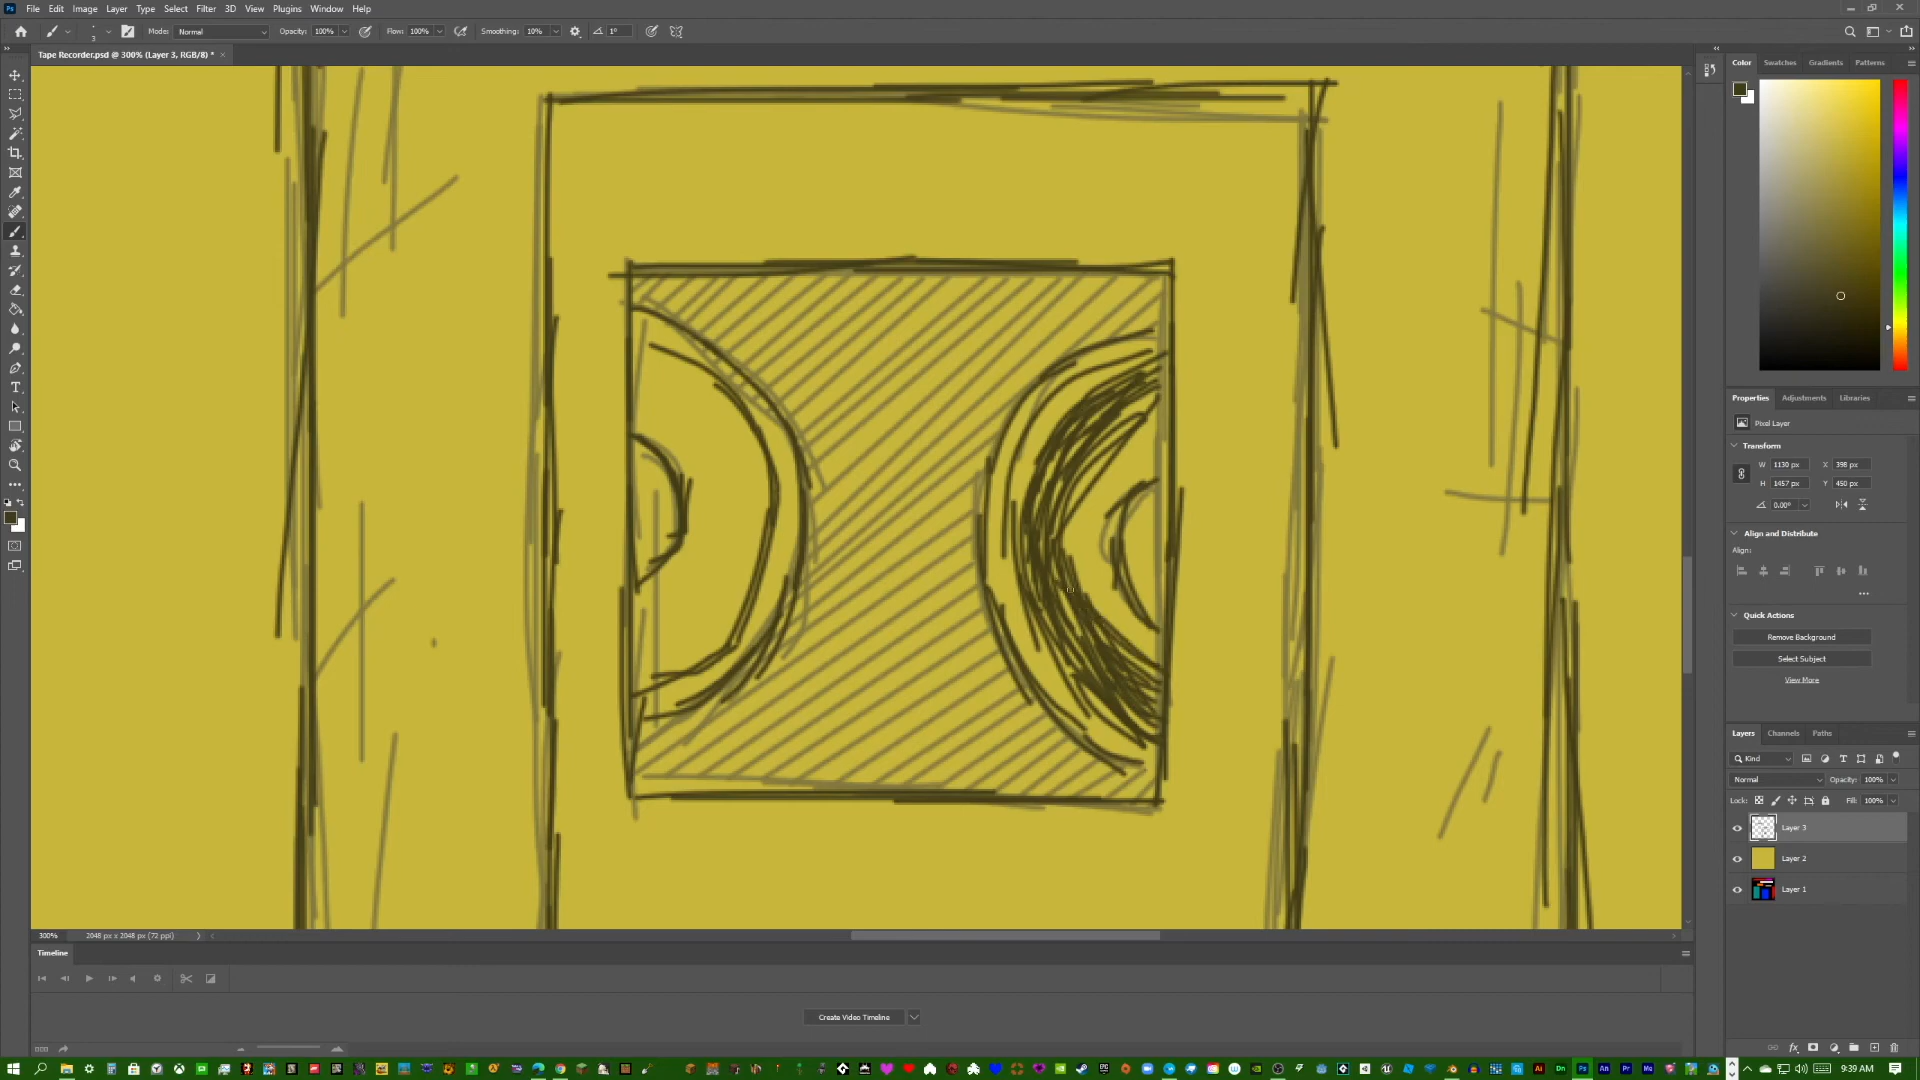 File Edit Image Layer Type Select Filter 3D View Plugins Window Help
Mode: Normal Opacity: 100% Flow: 100% Smoothing: 10% 1°
Tape Recorder.psd @ 300% (Layer 3, RGB/8) *
Color Swatches Gradients Patterns
Properties Adjustments Libraries
Pixel Layer
Transform
W 1130 px X 398 px
H 1457 px Y 450 px
0.00°
Align and Distribute
Align:
Quick Actions
Remove Background
Select Subject
View More
Layers Channels Paths
Kind
Normal Opacity: 100%
Lock: Fill: 100%
Layer 3
Layer 2
Layer 1
300% 2048 px x 2048 px (72 ppi)
Timeline
Create Video Timeline
9:39 AM